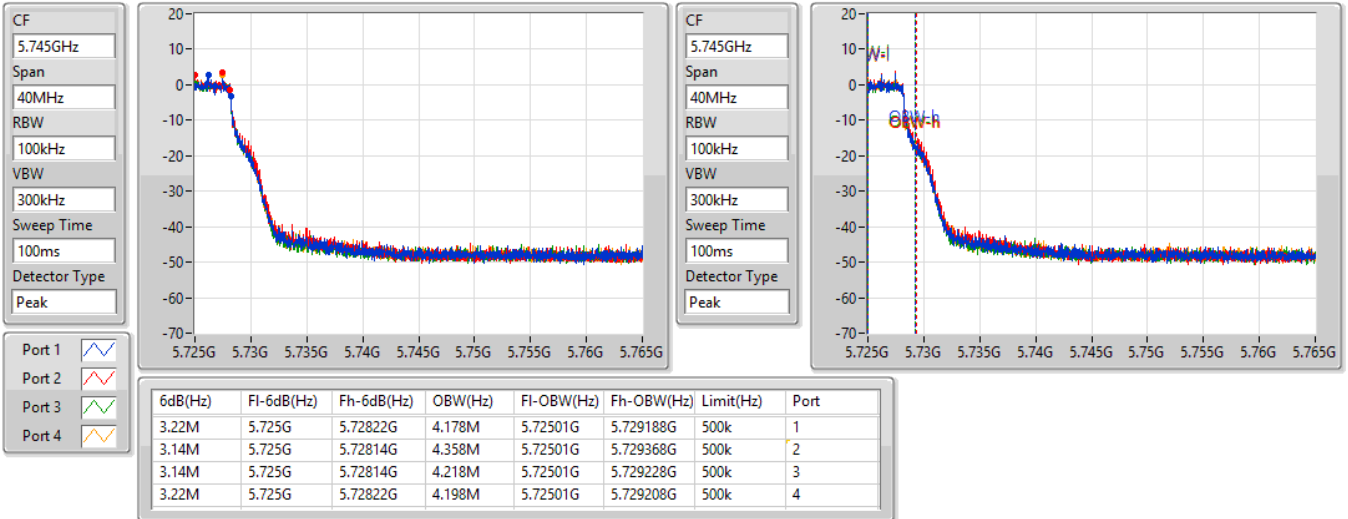 CF
5.745GHz
Span
40MHz
RBW
100kHz
VBW
300kHz
Sweep Time
100ms
Detector Type
Peak
20
10
0
-10
-20
-30
-40
-50
-60
-70
5.725G 5.73G 5.735G 5.74G 5.745G 5.75G 5.755G 5.76G 5.765G
CF
5.745GHz
Span
40MHz
RBW
100kHz
VBW
300kHz
Sweep Time
100ms
Detector Type
Peak
20
10
0
-10
-20
-30
-40
-50
-60
-70
W-l
OBW-h
5.725G 5.73G 5.735G 5.74G 5.745G 5.75G 5.755G 5.76G 5.765G
Port 1
Port 2
Port 3
Port 4
6dB(Hz) Fl-6dB(Hz) Fh-6dB(Hz) OBW(Hz) Fl-OBW(Hz) Fh-OBW(Hz) Limit(Hz) Port
3.22M 5.725G 5.72822G 4.178M 5.72501G 5.729188G 500k 1
3.14M 5.725G 5.72814G 4.358M 5.72501G 5.729368G 500k 2
3.14M 5.725G 5.72814G 4.218M 5.72501G 5.729228G 500k 3
3.22M 5.725G 5.72822G 4.198M 5.72501G 5.729208G 500k 4